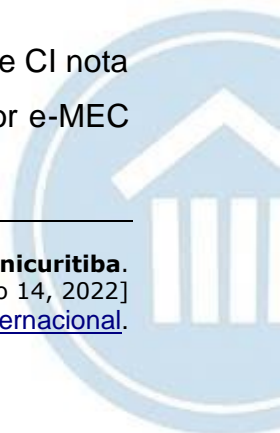 e CI nota
or e-MEC
nicuritiba.
o 14, 2022]
ernacional.